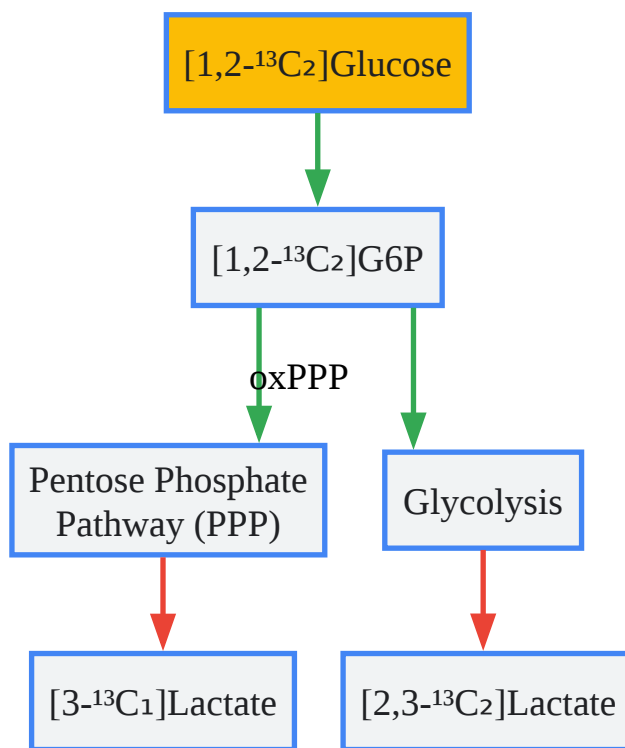 [1,2-¹³C₂]Glucose
[1,2-¹³C₂]G6P
oxPPP
Pentose Phosphate
Pathway (PPP)
Glycolysis
[3-¹³C₁]Lactate
[2,3-¹³C₂]Lactate